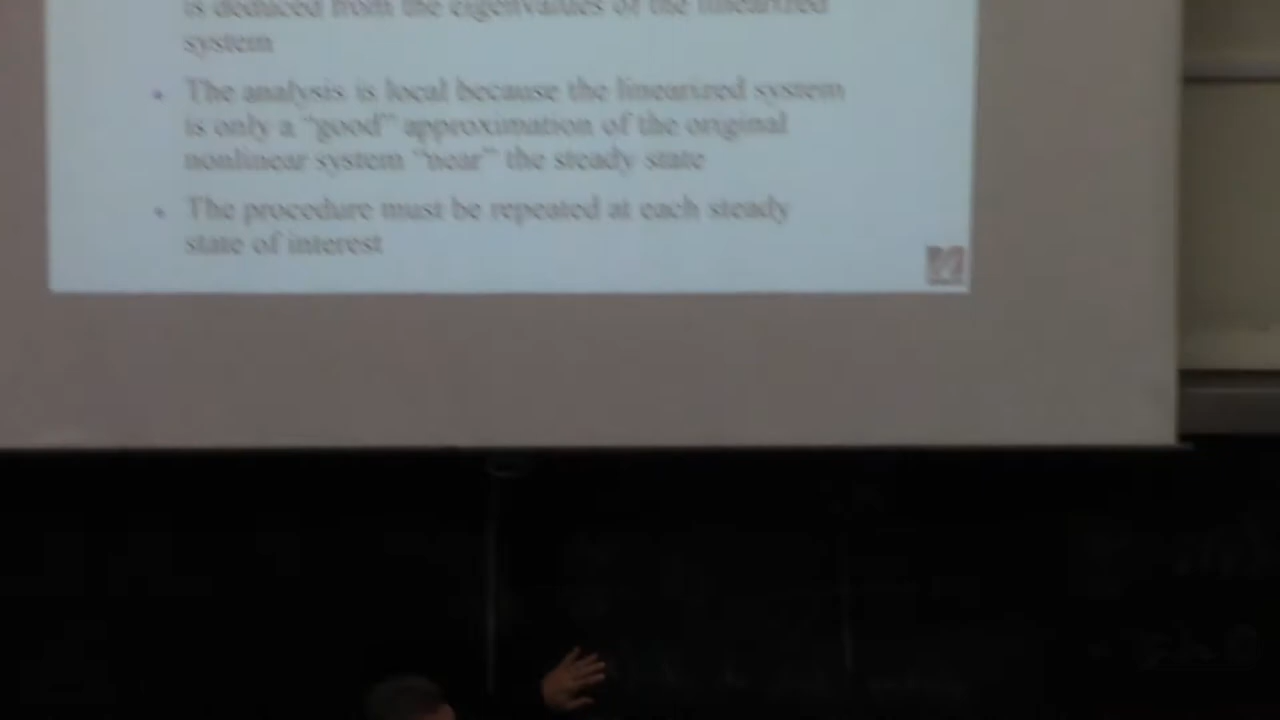 is deduced from the eigenvalues of the linearized
system
• The analysis is local because the linearized system
is only a “good” approximation of the original
nonlinear system “near” the steady state
• The procedure must be repeated at each steady
state of interest